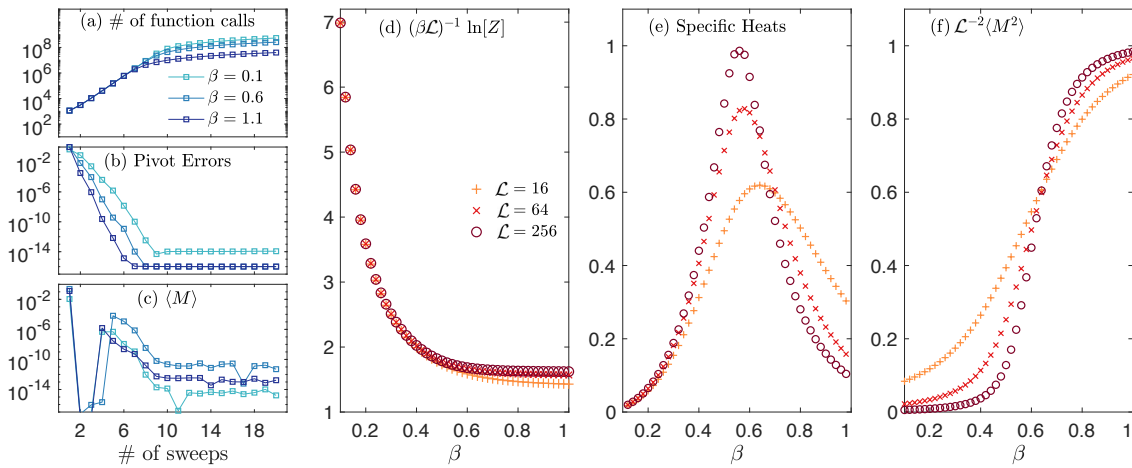 (a) # of function calls
10^8
10^6
10^4
10^2
β = 0.1
β = 0.6
β = 1.1
(b) Pivot Errors
10^-2
10^-6
10^-10
10^-14
(c) ⟨M⟩
10^-2
10^-6
10^-10
10^-14
2 6 10 14 18
# of sweeps
(d) (βℒ)^-1 ln[Z]
7
6
5
4
3
2
1
ℒ = 16
ℒ = 64
ℒ = 256
0.2 0.4 0.6 0.8 1
β
(e) Specific Heats
1
0.8
0.6
0.4
0.2
0
0.2 0.4 0.6 0.8 1
β
(f) ℒ^-2⟨M^2⟩
1
0.8
0.6
0.4
0.2
0
0.2 0.4 0.6 0.8 1
β